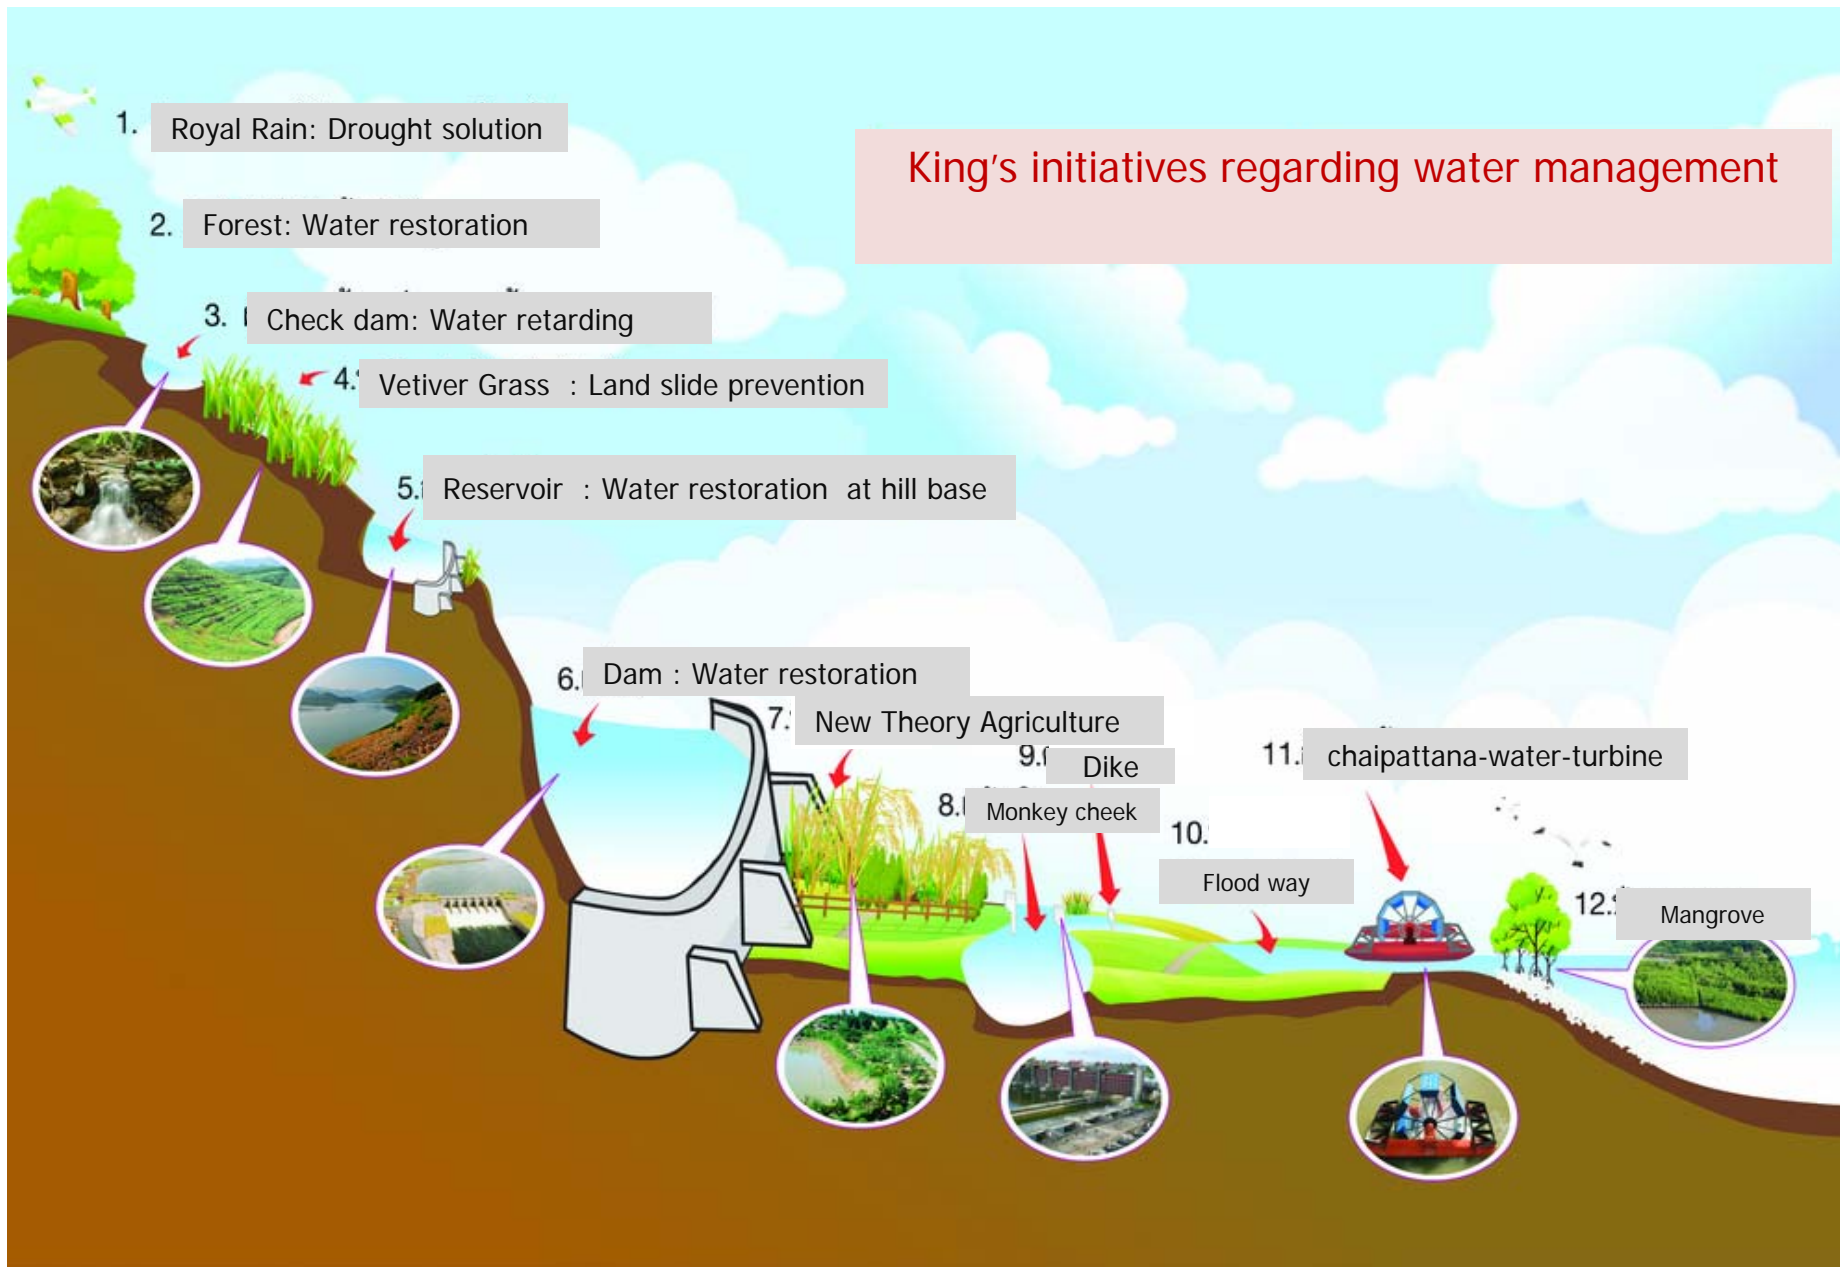 King's initiatives regarding water management
1. Royal Rain: Drought solution
2. Forest: Water restoration
3. Check dam: Water retarding
4. Vetiver Grass : Land slide prevention
5. Reservoir : Water restoration at hill base
6. Dam : Water restoration
7. New Theory Agriculture
8. Monkey cheek
9. Dike
10. Flood way
11. chaipattana-water-turbine
12. Mangrove